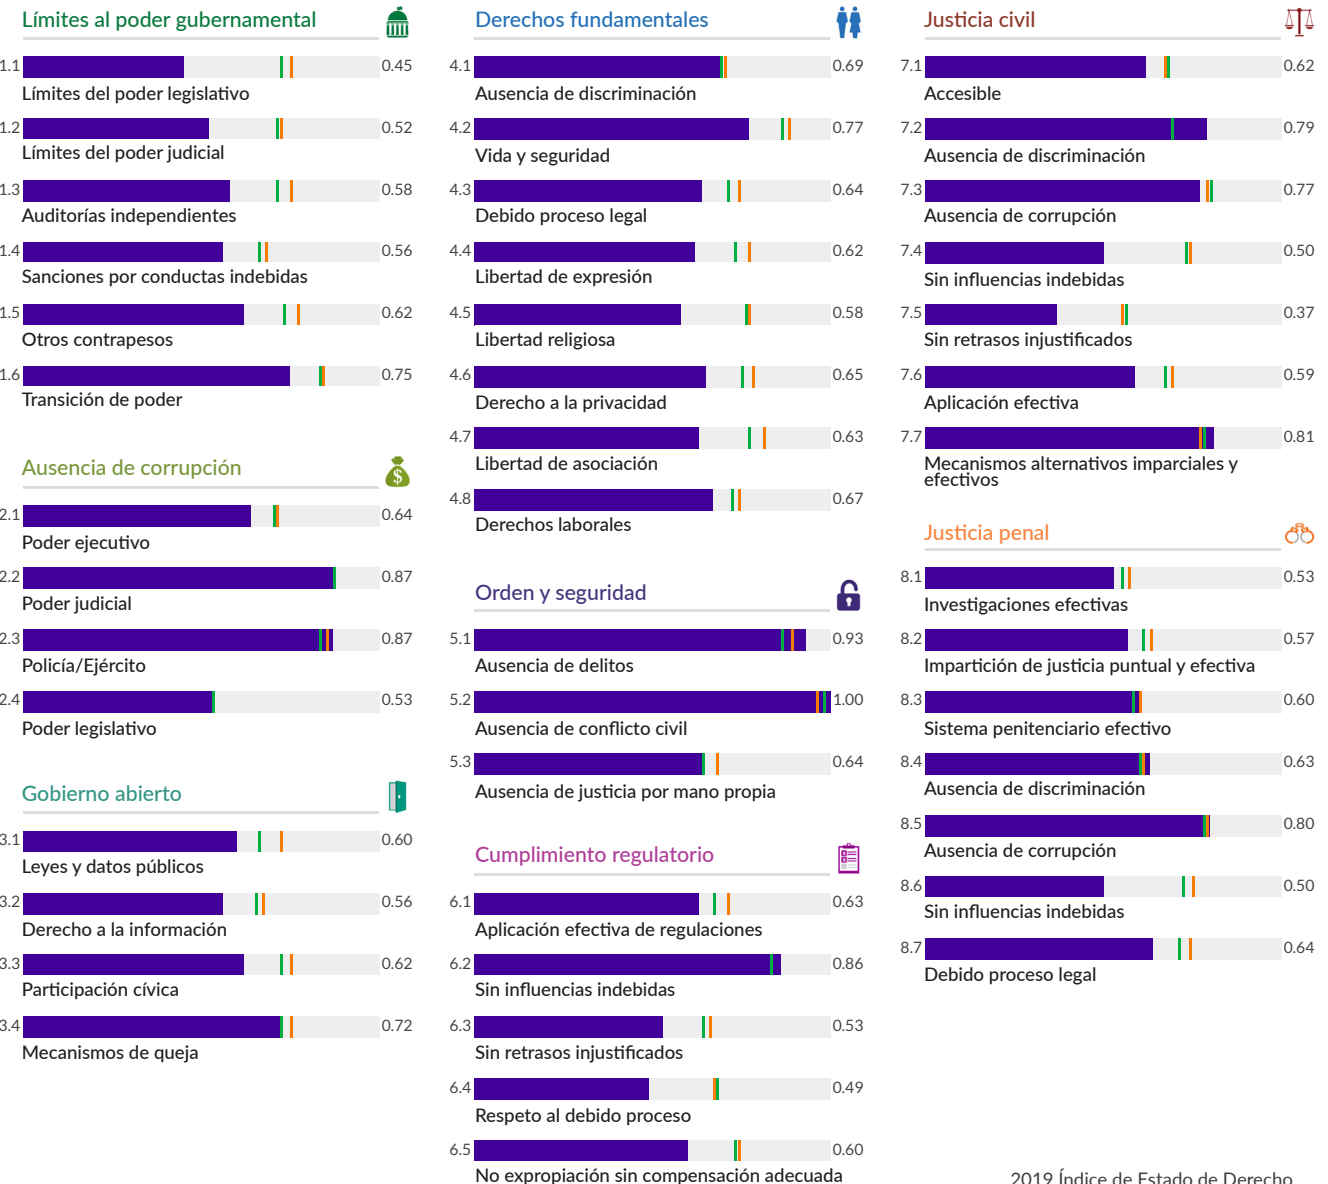 Límites al poder gubernamental
1.1 0.45
Límites del poder legislativo
1.2 0.52
Límites del poder judicial
1.3 0.58
Auditorías independientes
1.4 0.56
Sanciones por conductas indebidas
1.5 0.62
Otros contrapesos
1.6 0.75
Transición de poder
Ausencia de corrupción
$
2.1 0.64
Poder ejecutivo
2.2 0.87
Poder judicial
2.3 0.87
Policía/Ejército
2.4 0.53
Poder legislativo
Gobierno abierto
3.1 0.60
Leyes y datos públicos
3.2 0.56
Derecho a la información
3.3 0.62
Participación cívica
3.4 0.72
Mecanismos de queja
Derechos fundamentales
4.1 0.69
Ausencia de discriminación
4.2 0.77
Vida y seguridad
4.3 0.64
Debido proceso legal
4.4 0.62
Libertad de expresión
4.5 0.58
Libertad religiosa
4.6 0.65
Derecho a la privacidad
4.7 0.63
Libertad de asociación
4.8 0.67
Derechos laborales
Orden y seguridad
5.1 0.93
Ausencia de delitos
5.2 1.00
Ausencia de conflicto civil
5.3 0.64
Ausencia de justicia por mano propia
Cumplimiento regulatorio
6.1 0.63
Aplicación efectiva de regulaciones
6.2 0.86
Sin influencias indebidas
6.3 0.53
Sin retrasos injustificados
6.4 0.49
Respeto al debido proceso
6.5 0.60
No expropiación sin compensación adecuada
Justicia civil
7.1 0.62
Accesible
7.2 0.79
Ausencia de discriminación
7.3 0.77
Ausencia de corrupción
7.4 0.50
Sin influencias indebidas
7.5 0.37
Sin retrasos injustificados
7.6 0.59
Aplicación efectiva
7.7 0.81
Mecanismos alternativos imparciales y
efectivos
Justicia penal
8.1 0.53
Investigaciones efectivas
8.2 0.57
Impartición de justicia puntual y efectiva
8.3 0.60
Sistema penitenciario efectivo
8.4 0.63
Ausencia de discriminación
8.5 0.80
Ausencia de corrupción
8.6 0.50
Sin influencias indebidas
8.7 0.64
Debido proceso legal
2019 Índice de Estado de Derecho